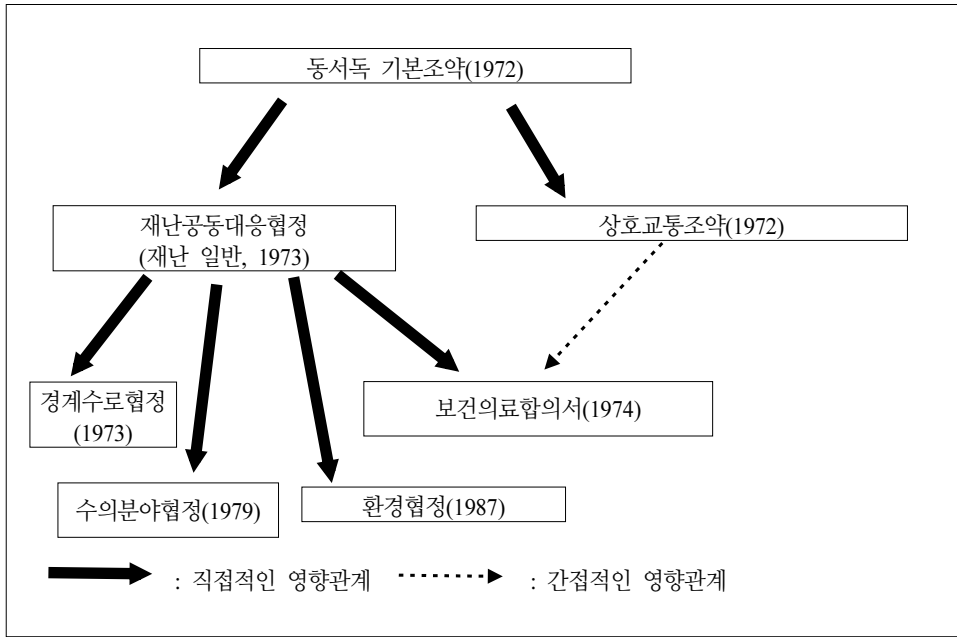 동서독 기본조약(1972)
재난공동대응협정
(재난 일반, 1973)
상호교통조약(1972)
경계수로협정
(1973)
보건의료합의서(1974)
수의분야협정(1979)
환경협정(1987)
: 직접적인 영향관계
: 간접적인 영향관계